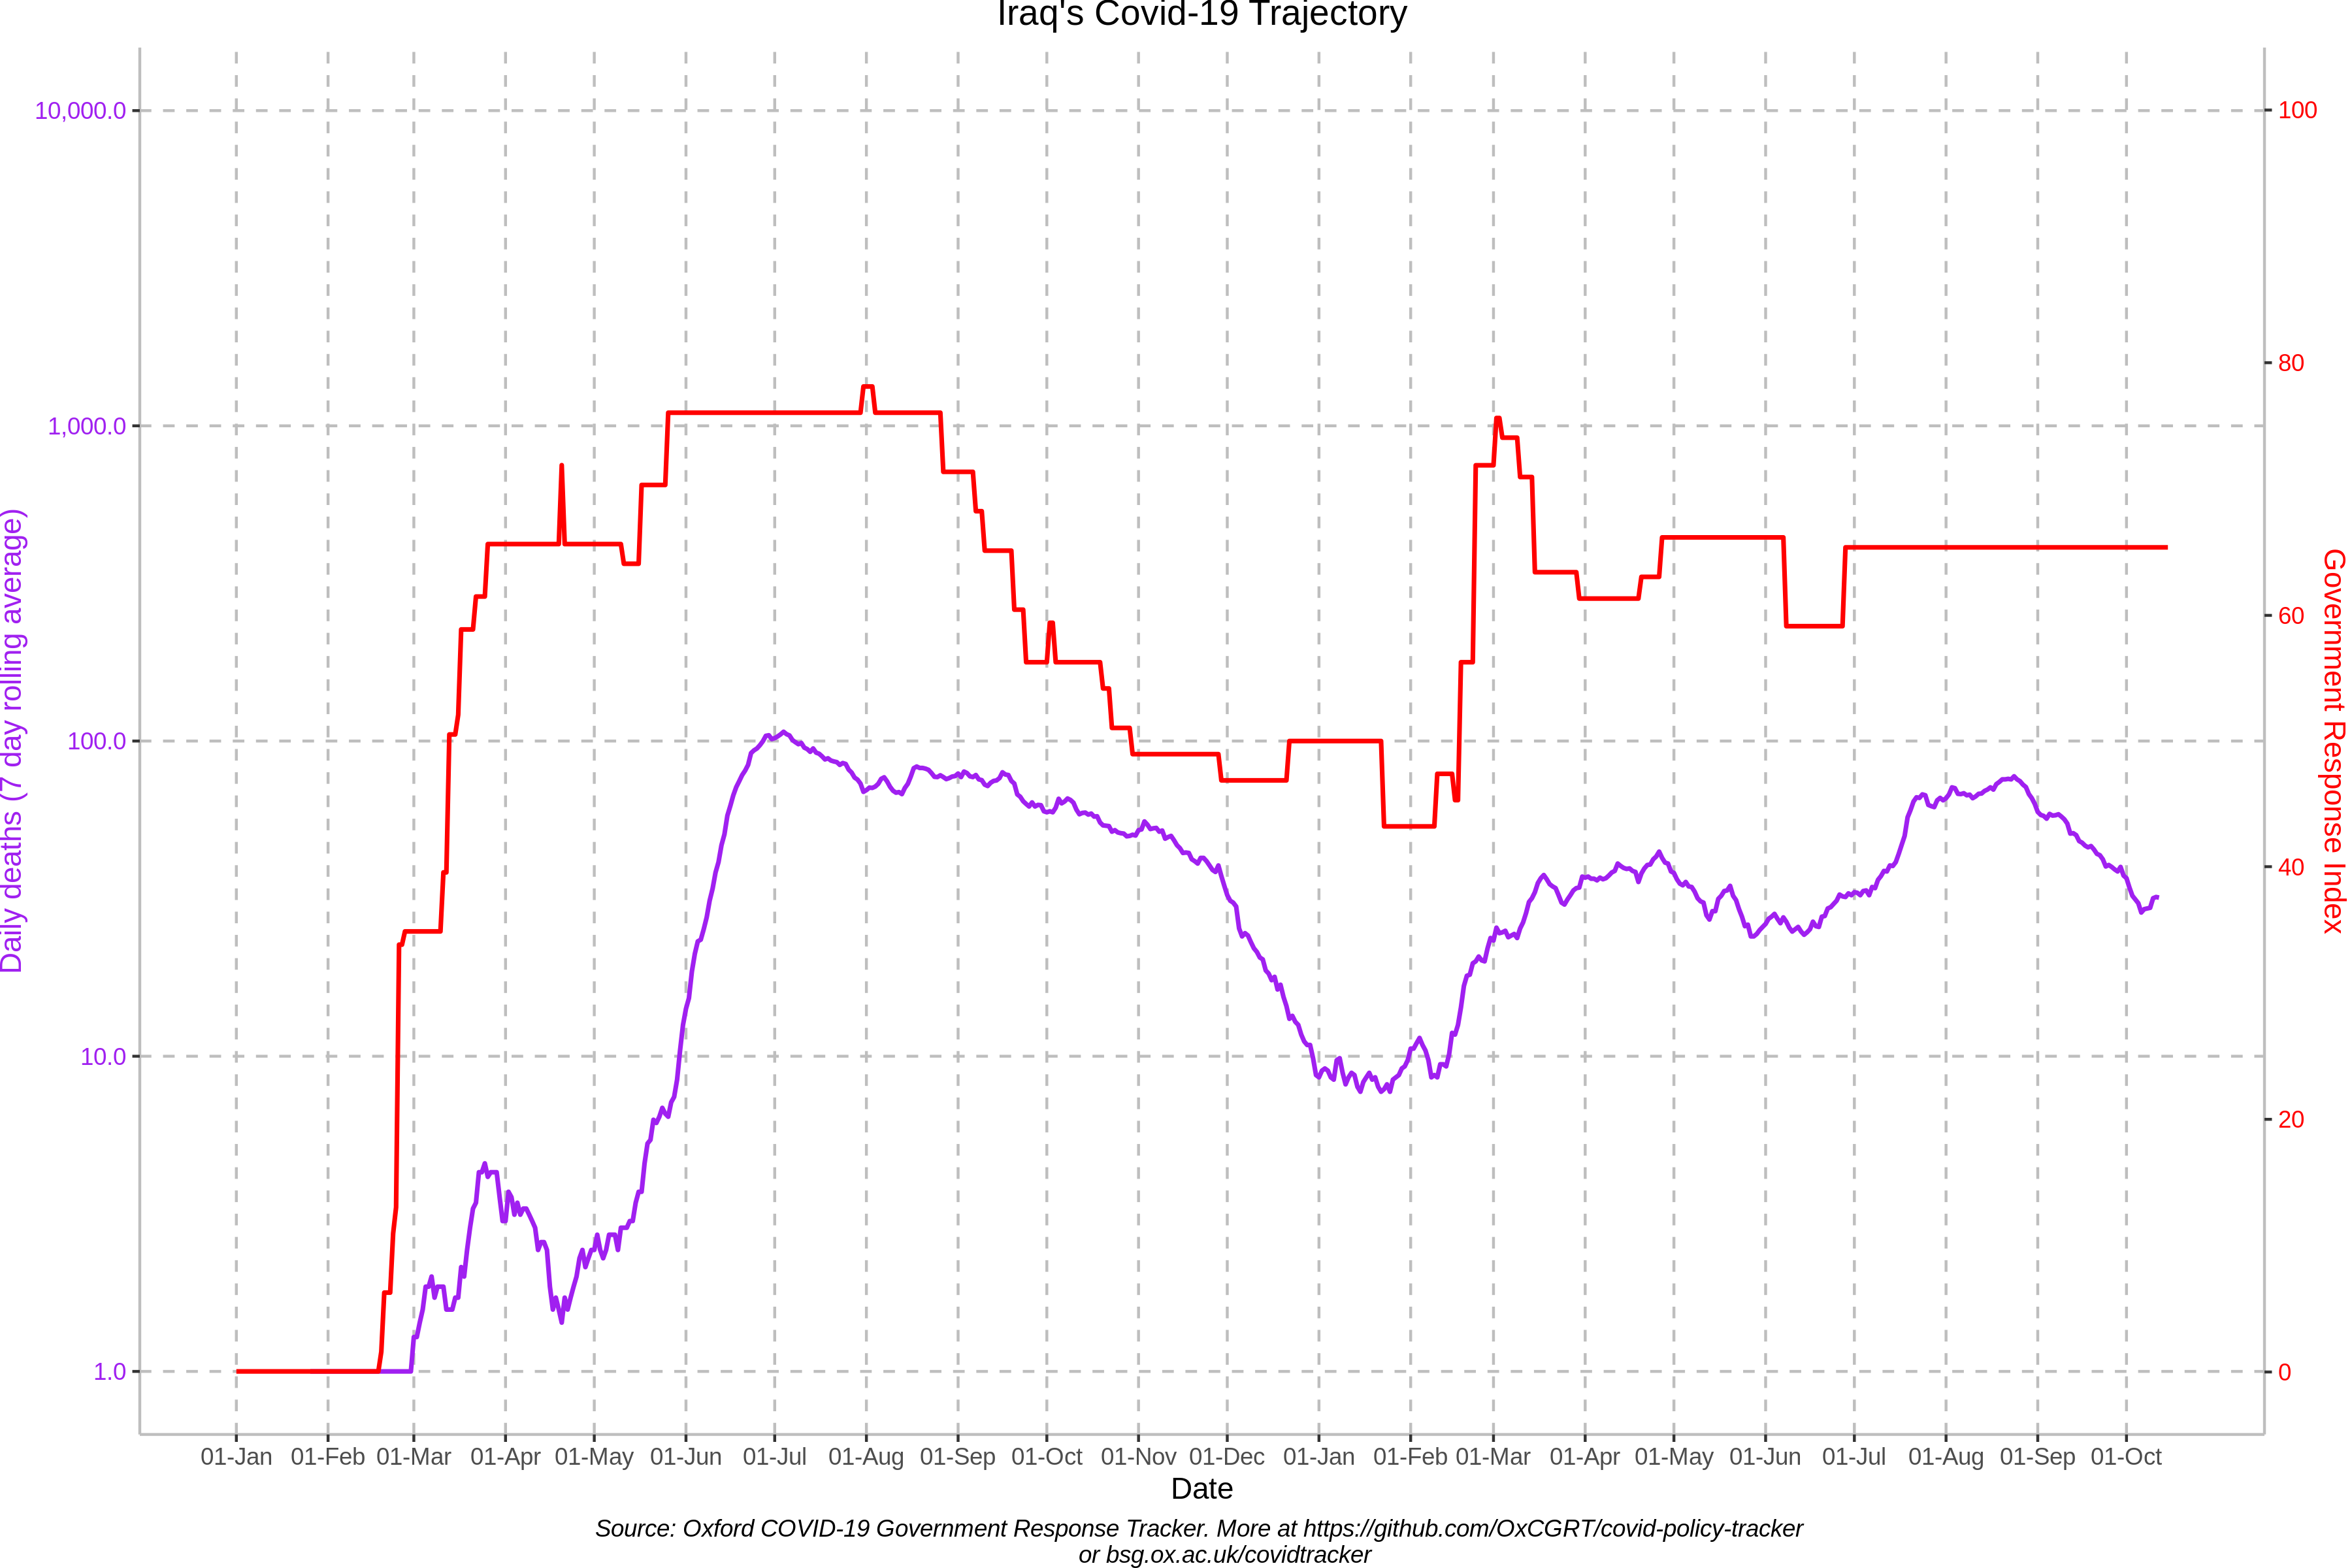 Iraq's Covid-19 Trajectory
10,000.0
1,000.0
100.0
10.0
1.0
Daily deaths (7 day rolling average)
100
80
60
40
20
0
Government Response Index
01-Jan 01-Feb 01-Mar 01-Apr 01-May 01-Jun 01-Jul 01-Aug 01-Sep 01-Oct 01-Nov 01-Dec 01-Jan 01-Feb 01-Mar 01-Apr 01-May 01-Jun 01-Jul 01-Aug 01-Sep 01-Oct
Date
Source: Oxford COVID-19 Government Response Tracker. More at https://github.com/OxCGRT/covid-policy-tracker
or bsg.ox.ac.uk/covidtracker